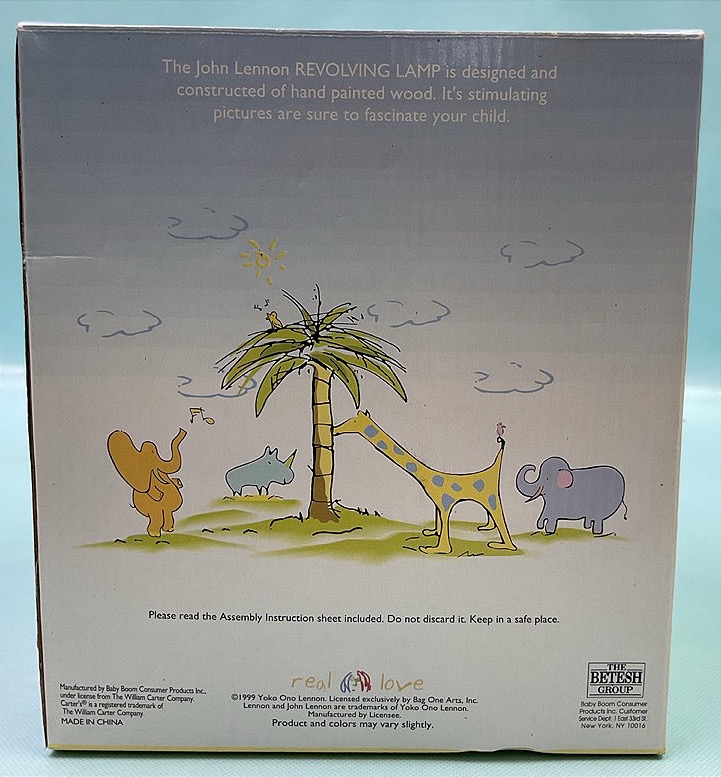 The John Lennon REVOLVING LAMP is designed and
constructed of hand painted wood. It's stimulating
pictures are sure to fascinate your child.
Please read the Assembly Instruction sheet included. Do not discard it. Keep in a safe place.
real love
©1999 Yoko Ono Lennon. Licensed exclusively by Bag One Arts, Inc.
Lennon and John Lennon are trademarks of Yoko Ono Lennon.
Manufactured by Licensee.
Product and colors may vary slightly.
Manufactured by Baby Boom Consumer Products Inc.,
under license from The William Carter Company.
Carter's® is a registered trademark of
The William Carter Company.
MADE IN CHINA
THE
BETESH
GROUP
Baby Boom Consumer
Products Inc. Customer
Service Dept. 1 East 33rd St.
New York, NY 10016